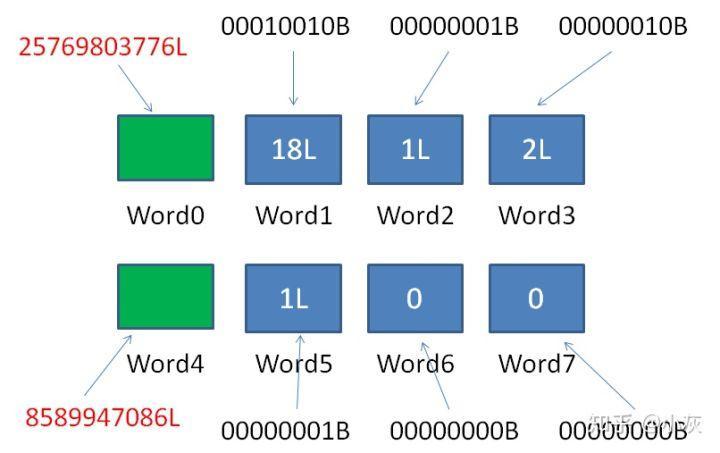 25769803776L 00010010B 00000001B 00000010B
18L 1L 2L
Word0 Word1 Word2 Word3
1L 0 0
Word4 Word5 Word6 Word7
8589947086L 00000001B 00000000B 00000000B
知乎 @小灰